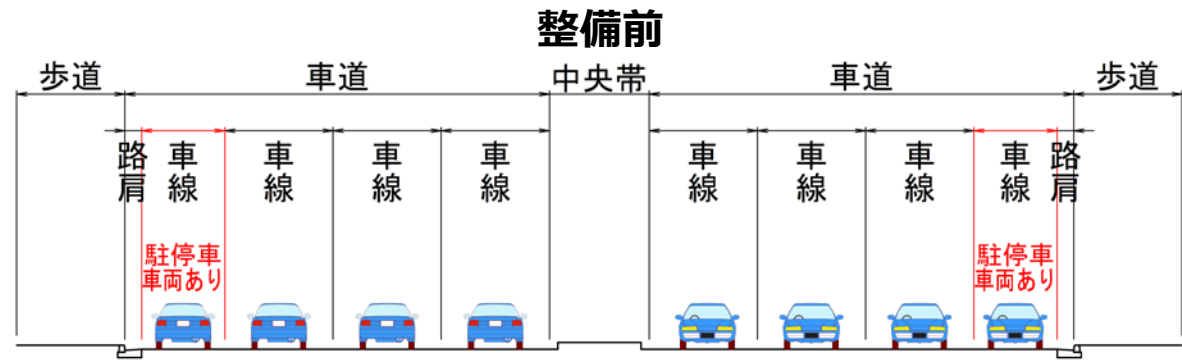 整備前
歩道 車道 中央帯 車道 歩道
路肩 車線 車線 車線 車線 車線 車線 車線 車線 路肩
駐停車 駐停車
車両あり 車両あり